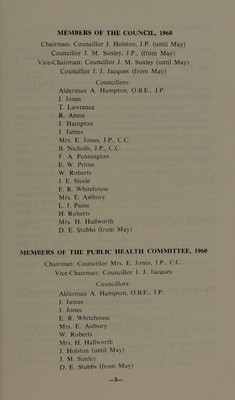 MEMBERS OF THE COUNCIL, 1960
Chairman: Councillor J. Holston, J.P. (until May)
Councillor J. M. Sunley, J.P., (from May)
Vice-Chairman: Councillor J. M. Sunley (until May)
Councillor I. J. Jacques (from May)
Councillors:
Alderman A. Hampton, O.B.E., J.P.
J. Jones
T. Lawrence
R. Amos
J. Hampton
J. James
Mrs. E. Jones, J.P., C.C.
B. Nicholls, J.P., C.C.
F. A. Pennington
E. W. Prime
W. Roberts
J. E. Steele
E. R. Whitehouse
Mrs. E. Astbury
L. J. Paine
H. Roberts
Mrs. H. Hallworth
D. E. Stubbs (from May)
MEMBERS OF THE PUBLIC HEALTH COMMITTEE, 1960
Chairman: Councillor Mrs. E. Jones, J.P., C.C.
Vice-Chairman: Councillor I. J. Jacques
Councillors:
Alderman A. Hampton, O.B.E., J.P.
J. James
J. Jones
E. R. Whitehouse
Mrs. E. Astbury
W. Roberts
Mrs. H. Hallworth
J. Holston (until May)
J. M. Sunley
D. E. Stubbs (from May)
—3—